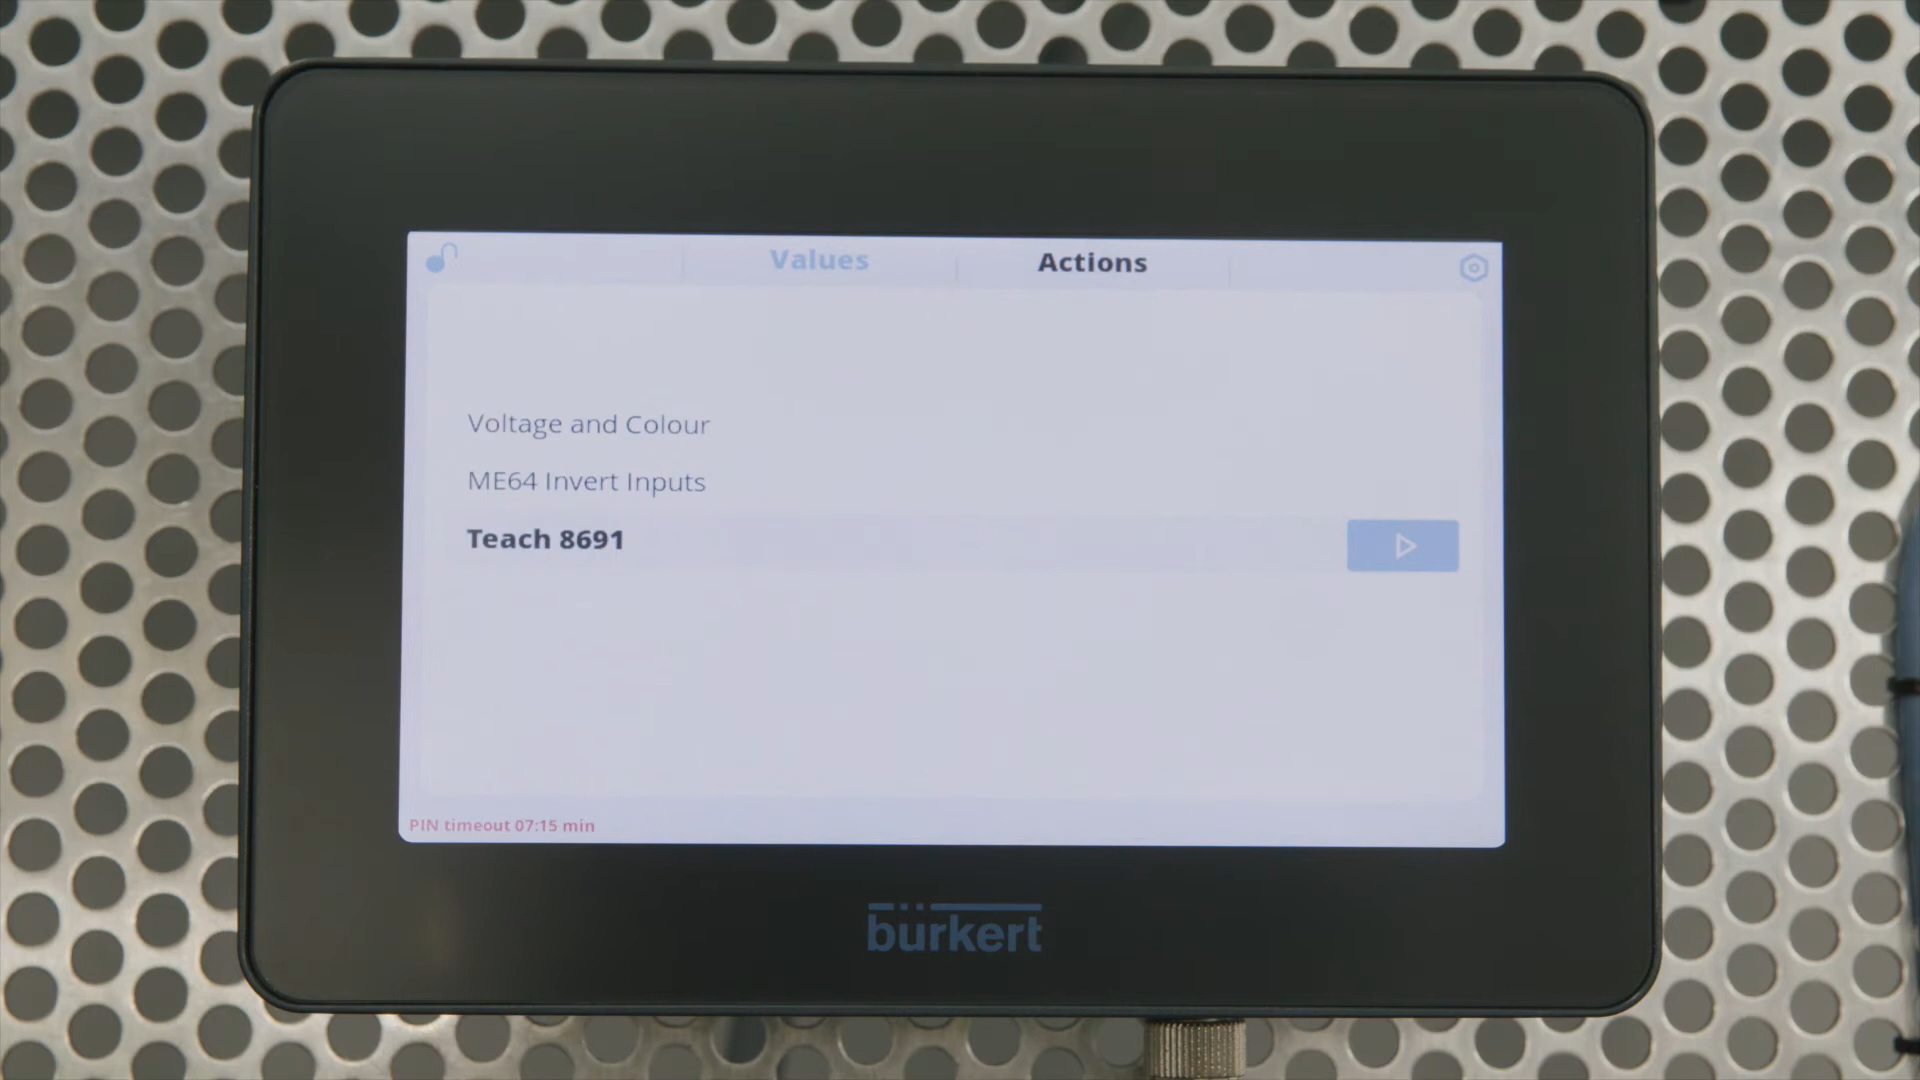 Values
Actions
Voltage and Colour
ME64 Invert Inputs
Teach 8691
PIN timeout 07:15 min
bürkert